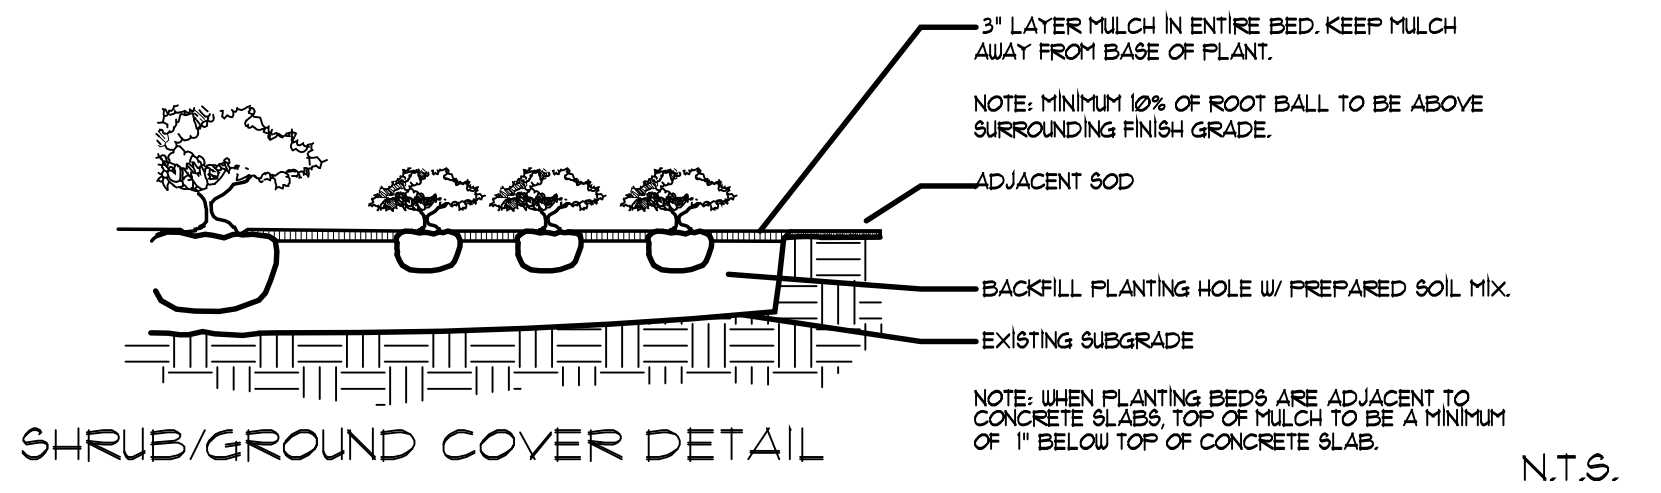 3" LAYER MULCH IN ENTIRE BED. KEEP MULCH
AWAY FROM BASE OF PLANT.
NOTE: MINIMUM 10% OF ROOT BALL TO BE ABOVE
SURROUNDING FINISH GRADE.
ADJACENT SOD
BACKFILL PLANTING HOLE W/ PREPARED SOIL MIX.
EXISTING SUBGRADE
NOTE: WHEN PLANTING BEDS ARE ADJACENT TO
CONCRETE SLABS, TOP OF MULCH TO BE A MINIMUM
OF 1" BELOW TOP OF CONCRETE SLAB.
SHRUB/GROUND COVER DETAIL
N.T.S.